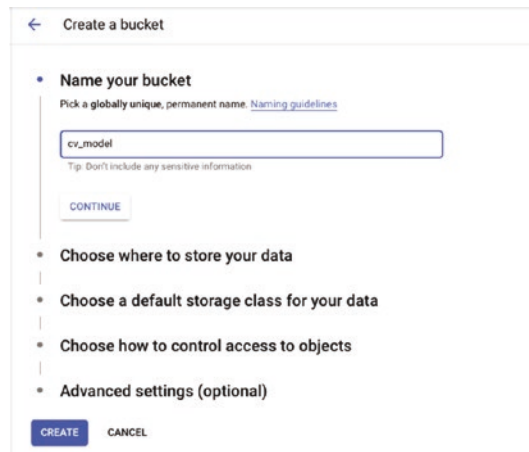 Create a bucket
Name your bucket
Pick a globally unique, permanent name. Naming guidelines
cv_model
Tip: Don't include any sensitive information
CONTINUE
Choose where to store your data
Choose a default storage class for your data
Choose how to control access to objects
Advanced settings (optional)
CREATE CANCEL